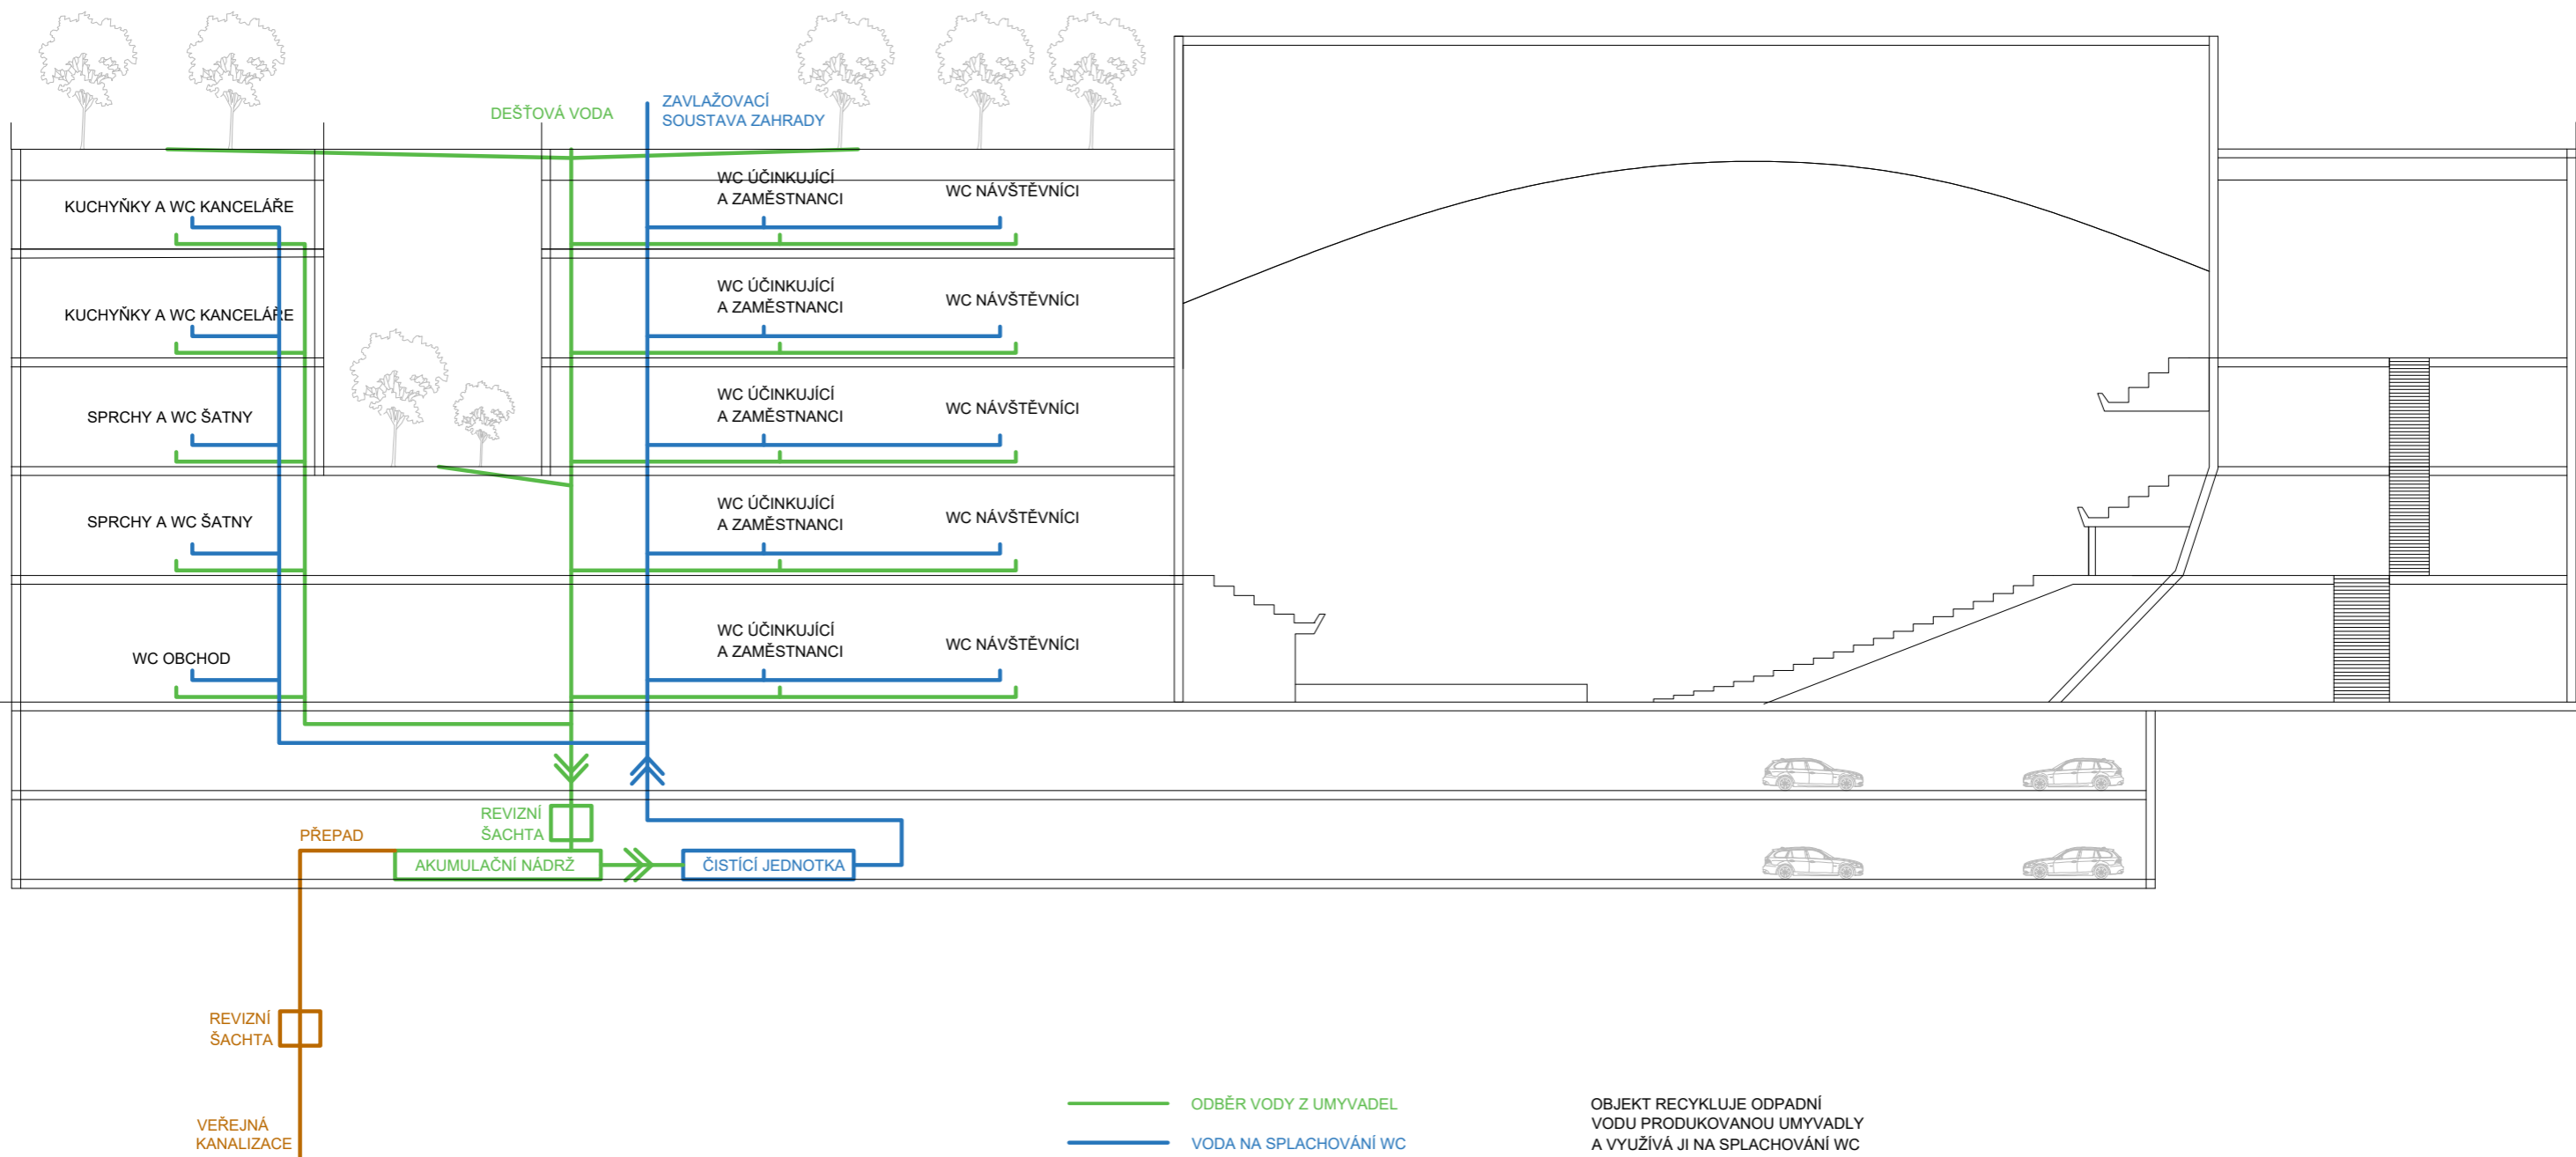 DEŠŤOVÁ VODA
ZAVLAŽOVACÍ
SOUSTAVA ZAHRADY
KUCHYŇKY A WC KANCELÁŘE
WC ÚČINKUJÍCÍ
A ZAMĚSTNANCI
WC NÁVŠTĚVNÍCI
KUCHYŇKY A WC KANCELÁŘE
WC ÚČINKUJÍCÍ
A ZAMĚSTNANCI
WC NÁVŠTĚVNÍCI
SPRCHY A WC ŠATNY
WC ÚČINKUJÍCÍ
A ZAMĚSTNANCI
WC NÁVŠTĚVNÍCI
SPRCHY A WC ŠATNY
WC ÚČINKUJÍCÍ
A ZAMĚSTNANCI
WC NÁVŠTĚVNÍCI
WC OBCHOD
WC ÚČINKUJÍCÍ
A ZAMĚSTNANCI
WC NÁVŠTĚVNÍCI
REVIZNÍ
ŠACHTA
PŘEPAD
AKUMULAČNÍ NÁDRŽ
ČISTÍCÍ JEDNOTKA
REVIZNÍ
ŠACHTA
VEŘEJNÁ
KANALIZACE
ODBĚR VODY Z UMYVADEL
VODA NA SPLACHOVÁNÍ WC
OBJEKT RECYKLUJE ODPADNÍ
VODU PRODUKOVANOU UMYVADLY
A VYUŽÍVÁ JI NA SPLACHOVÁNÍ WC